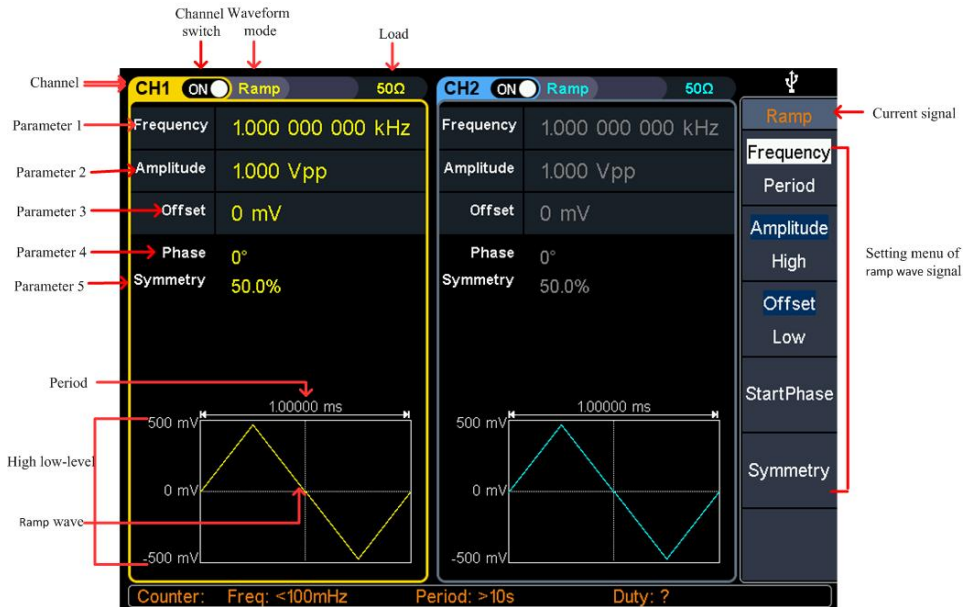 Channel Waveform
switch mode
Load
Channel
CH1 ON Ramp 50Ω
CH2 ON Ramp 50Ω
Ramp
Current signal
Parameter 1
Frequency 1.000 000 000 kHz
Frequency 1.000 000 000 kHz
Frequency
Period
Parameter 2
Amplitude 1.000 Vpp
Amplitude 1.000 Vpp
Amplitude
High
Parameter 3
Offset 0 mV
Offset 0 mV
Setting menu of
ramp wave signal
Parameter 4
Phase 0°
Phase 0°
Offset
Low
Parameter 5
Symmetry 50.0%
Symmetry 50.0%
StartPhase
Symmetry
Period
1.00000 ms
1.00000 ms
500 mV
500 mV
High low-level
0 mV
0 mV
Ramp wave
-500 mV
-500 mV
Counter: Freq: <100mHz Period: >10s Duty: ?